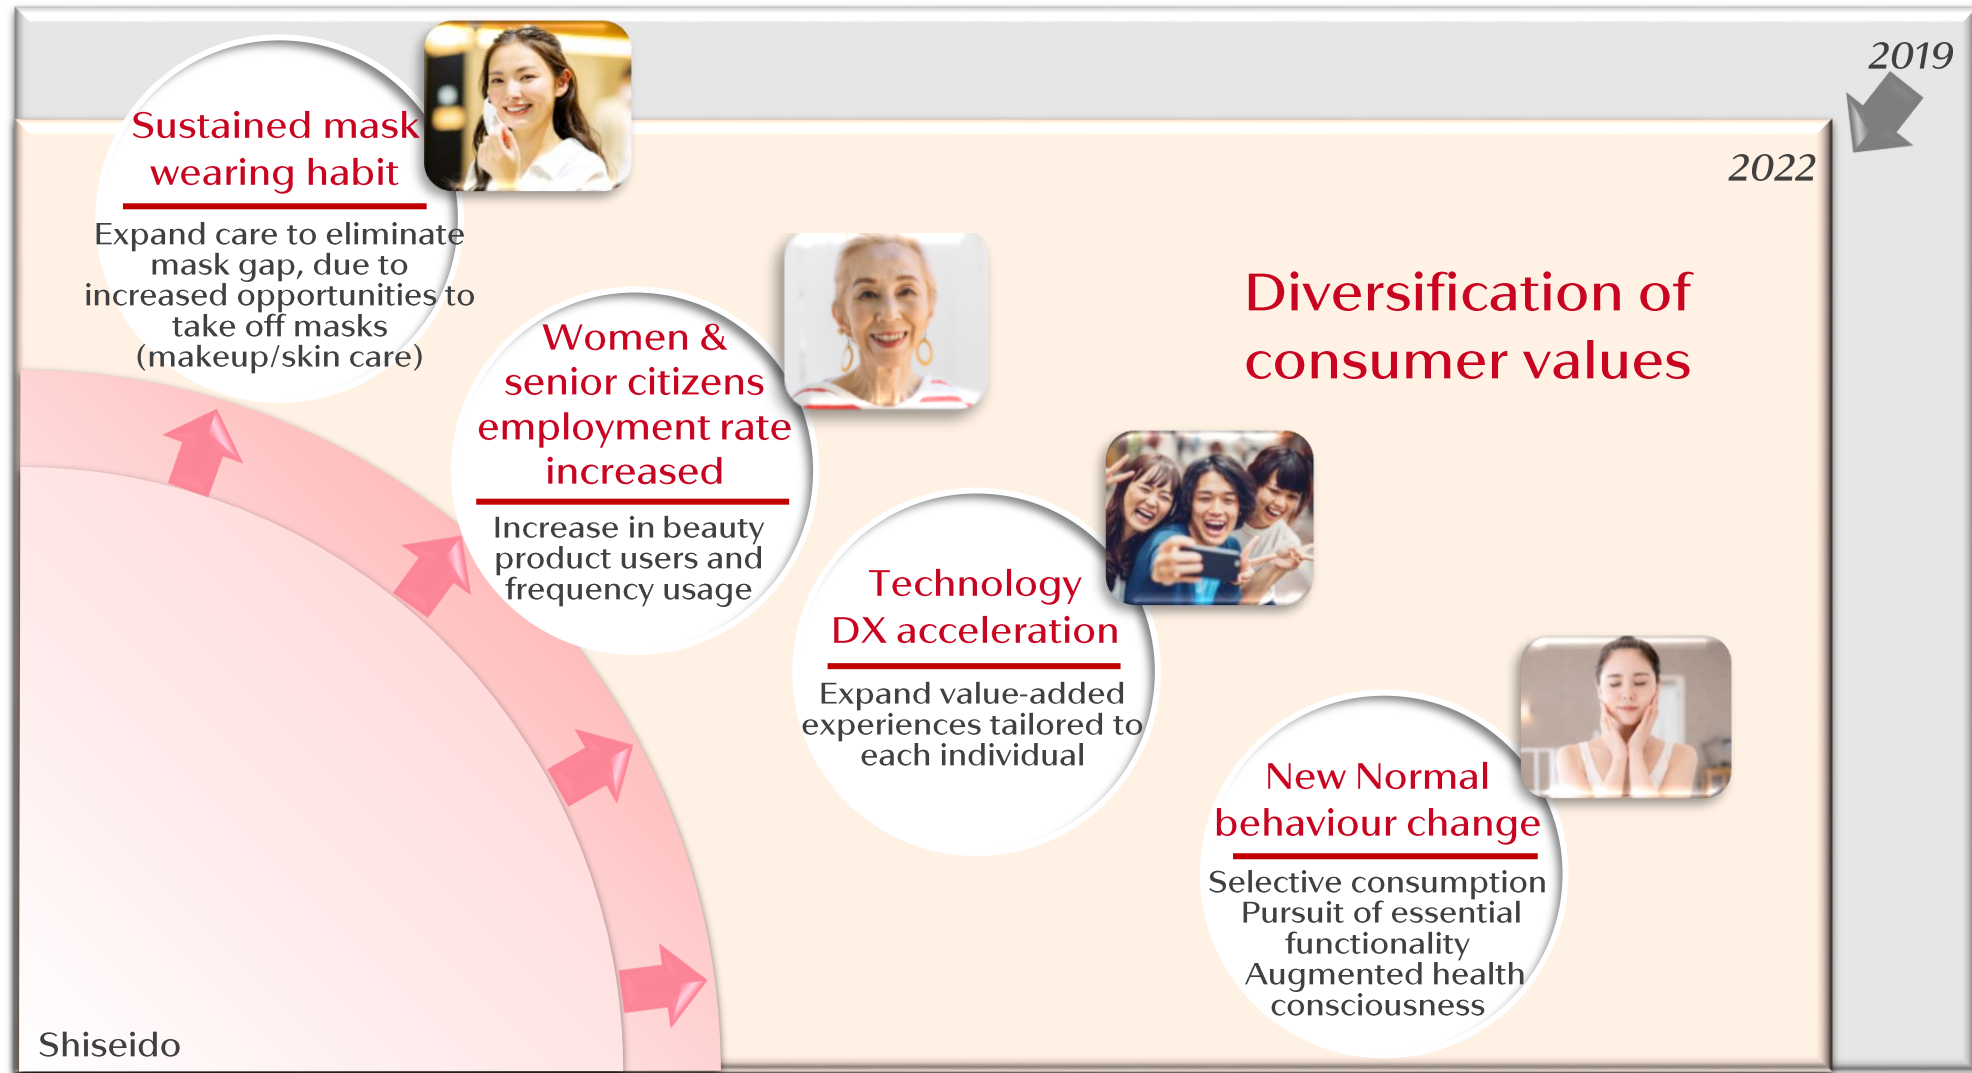 2019
2022
Sustained mask
wearing habit
Expand care to eliminate
mask gap, due to
increased opportunities to
take off masks
(makeup/skin care)
Women &
senior citizens
employment rate
increased
Increase in beauty
product users and
frequency usage
Diversification of
consumer values
Technology
DX acceleration
Expand value-added
experiences tailored to
each individual
New Normal
behaviour change
Selective consumption
Pursuit of essential
functionality
Augmented health
consciousness
Shiseido